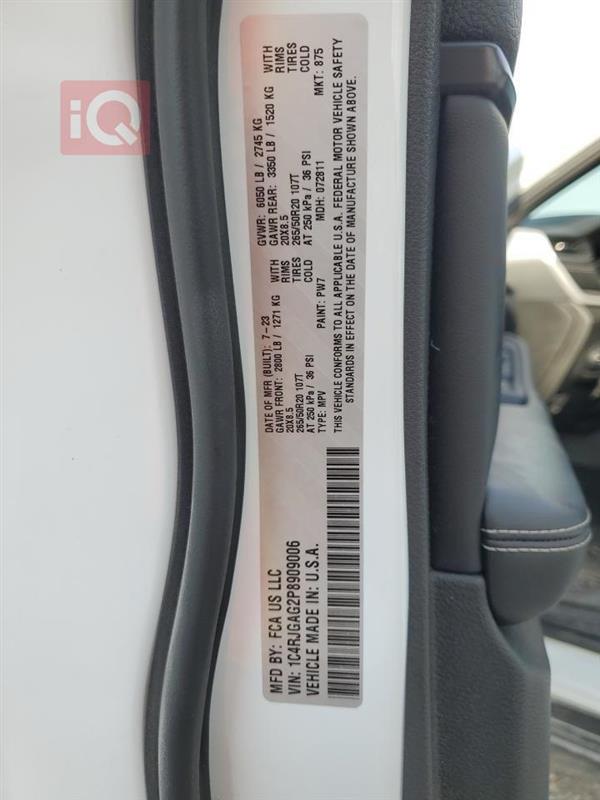 iQ
MFD BY: FCA US LLC
VIN: 1C4RJGAG2P8909006
VEHICLE MADE IN: U.S.A.
DATE OF MFR (BUILT): 7-23 GVWR: 6050 LB / 2745 KG
GAWR FRONT: 2800 LB / 1271 KG WITH GAWR REAR: 3350 LB / 1520 KG WITH
20X8.5 RIMS 20X8.5 RIMS
265/50R20 107T TIRES 265/50R20 107T TIRES
AT 250 kPa / 36 PSI COLD AT 250 kPa / 36 PSI COLD
TYPE: MPV PAINT: PW7 MDH: 072811 MKT: 875
THIS VEHICLE CONFORMS TO ALL APPLICABLE U.S.A. FEDERAL MOTOR VEHICLE SAFETY
STANDARDS IN EFFECT ON THE DATE OF MANUFACTURE SHOWN ABOVE.